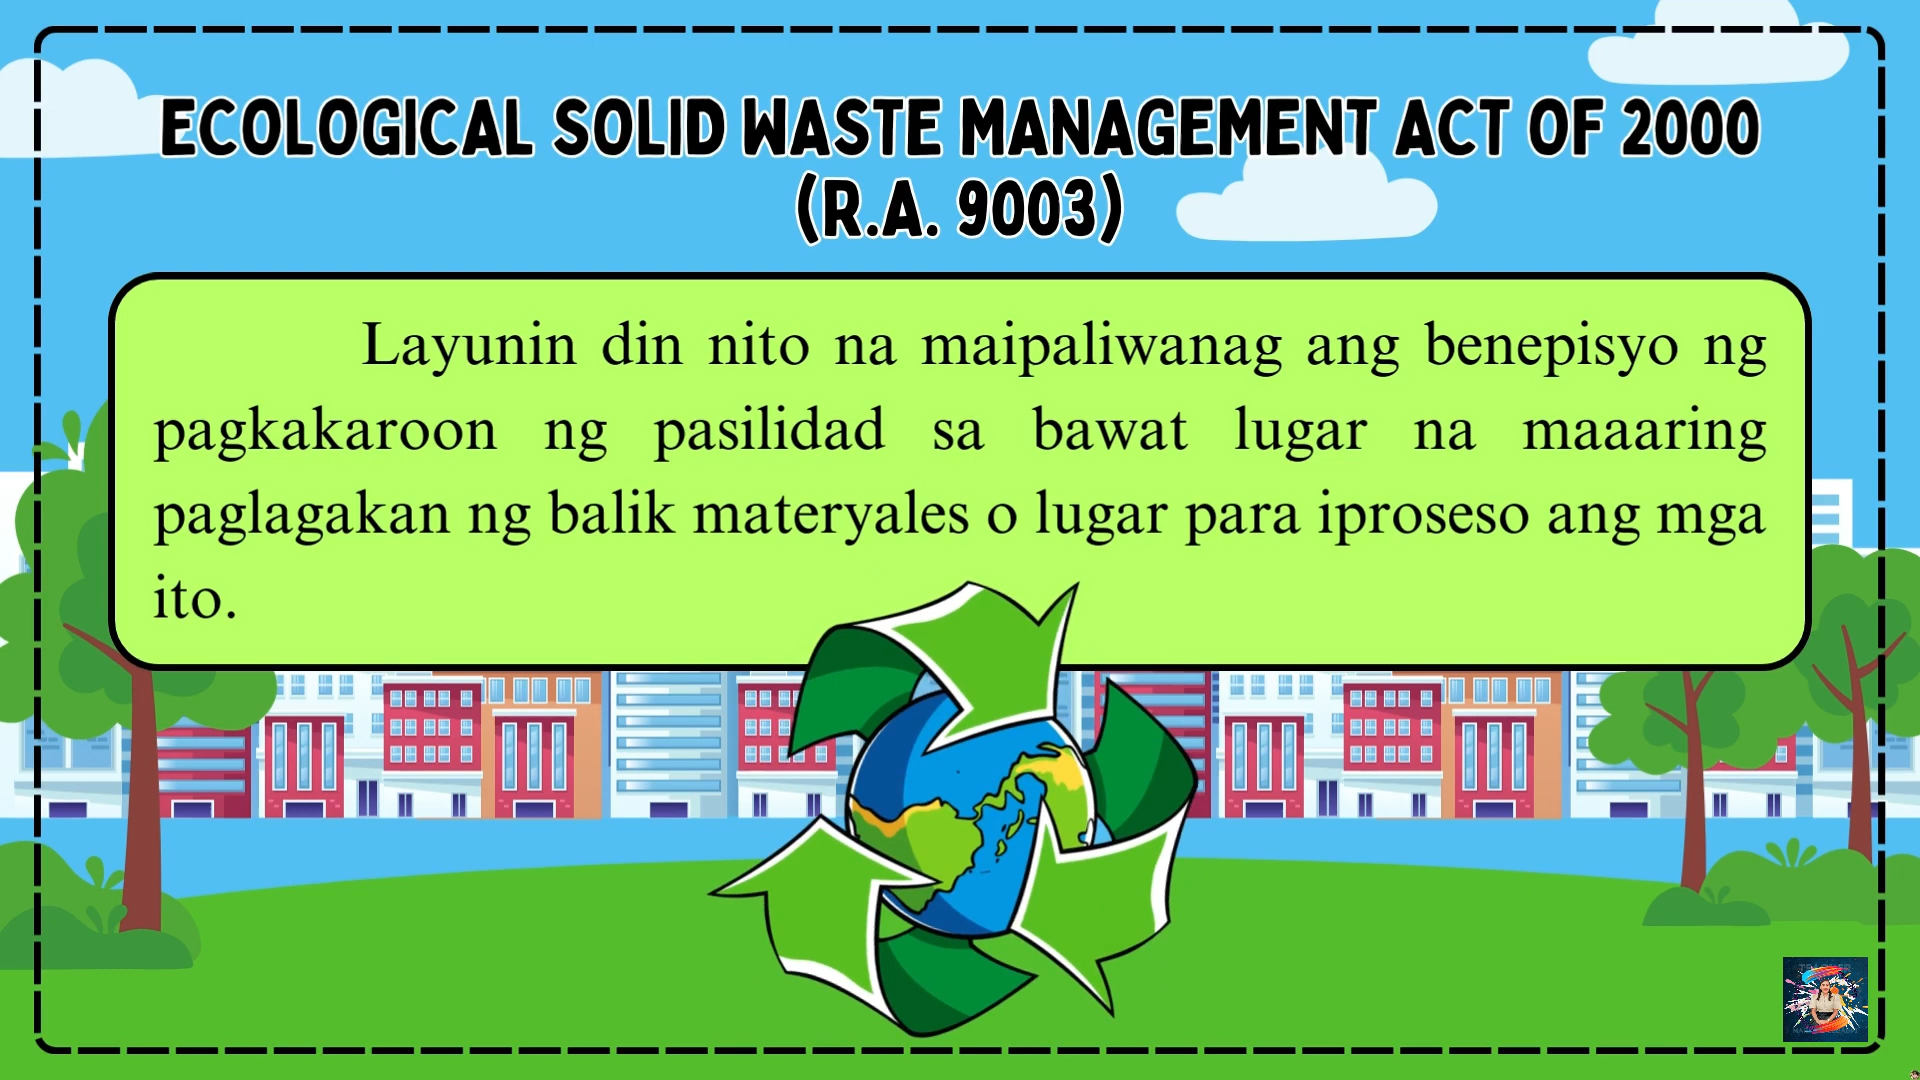 ECOLOGICAL SOLID WASTE MANAGEMENT ACT OF 2000
(R.A. 9003)
Layunin din nito na maipaliwanag ang benepisyo ng
pagkakaroon ng pasilidad sa bawat lugar na maaaring
paglagakan ng balik materyales o lugar para iproseso ang mga
ito.